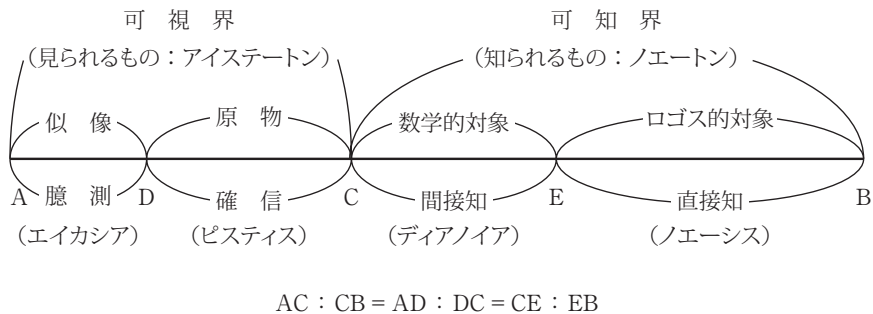 可視界 可知界
(見られるもの：アイステートン) (知られるもの：ノエートン)
似像 原物 数学的対象 ロゴス的対象
A 臆測 D 確信 C 間接知 E 直接知 B
(エイカシア) (ピスティス) (ディアノイア) (ノエーシス)
AC：CB = AD：DC = CE：EB